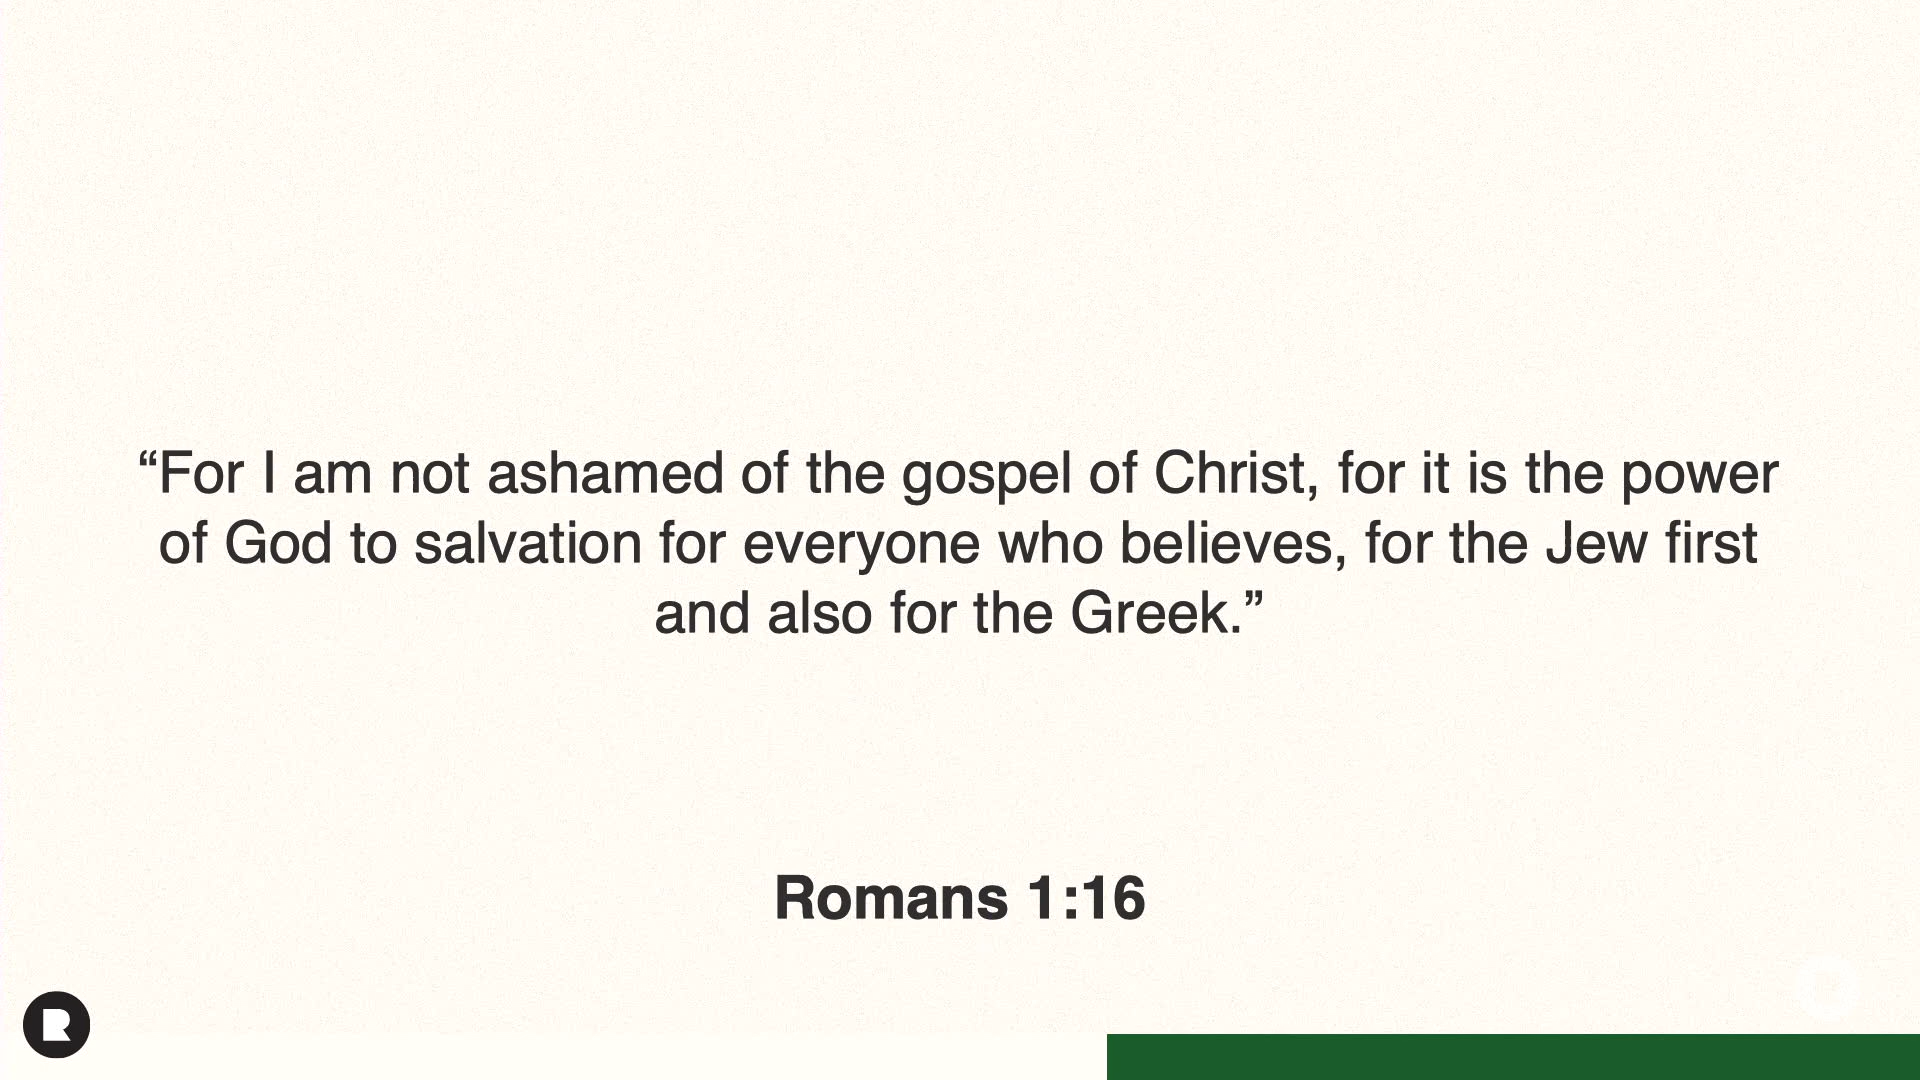 “For I am not ashamed of the gospel of Christ, for it is the power
of God to salvation for everyone who believes, for the Jew first
and also for the Greek.”
Romans 1:16
R